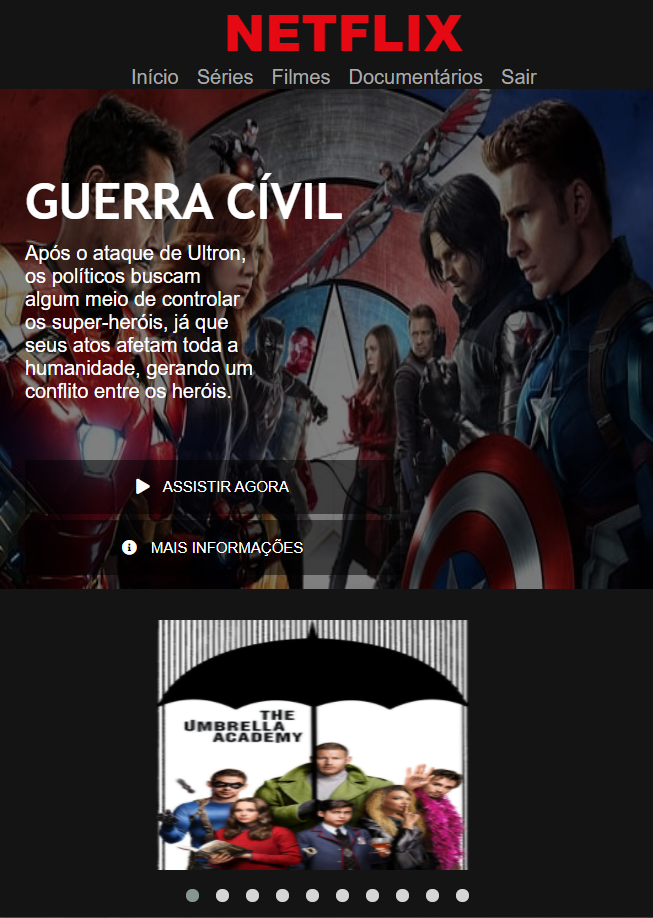 NETFLIX
Início Séries Filmes Documentários Sair
GUERRA CÍVIL
Após o ataque de Ultron,
os políticos buscam
algum meio de controlar
os super-heróis, já que
seus atos afetam toda a
humanidade, gerando um
conflito entre os heróis.
ASSISTIR AGORA
MAIS INFORMAÇÕES
THE
UMBRELLA
ACADEMY